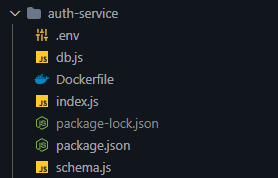 auth-service
.env
db.js
Dockerfile
index.js
package-lock.json
package.json
schema.js